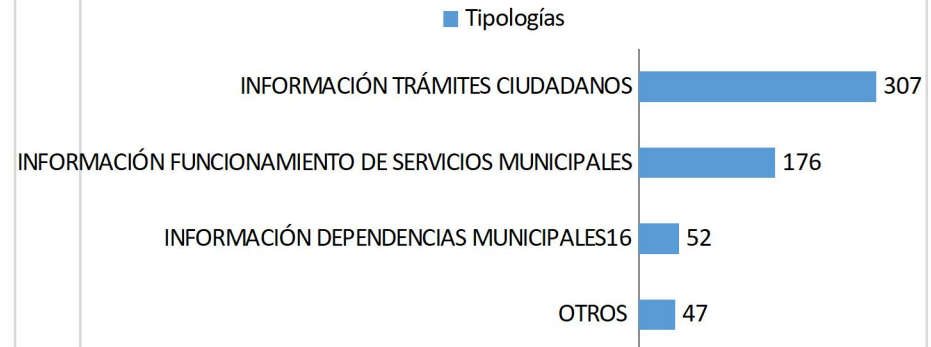 Tipologías
INFORMACIÓN TRÁMITES CIUDADANOS 307
INFORMACIÓN FUNCIONAMIENTO DE SERVICIOS MUNICIPALES 176
INFORMACIÓN DEPENDENCIAS MUNICIPALES16 52
OTROS 47